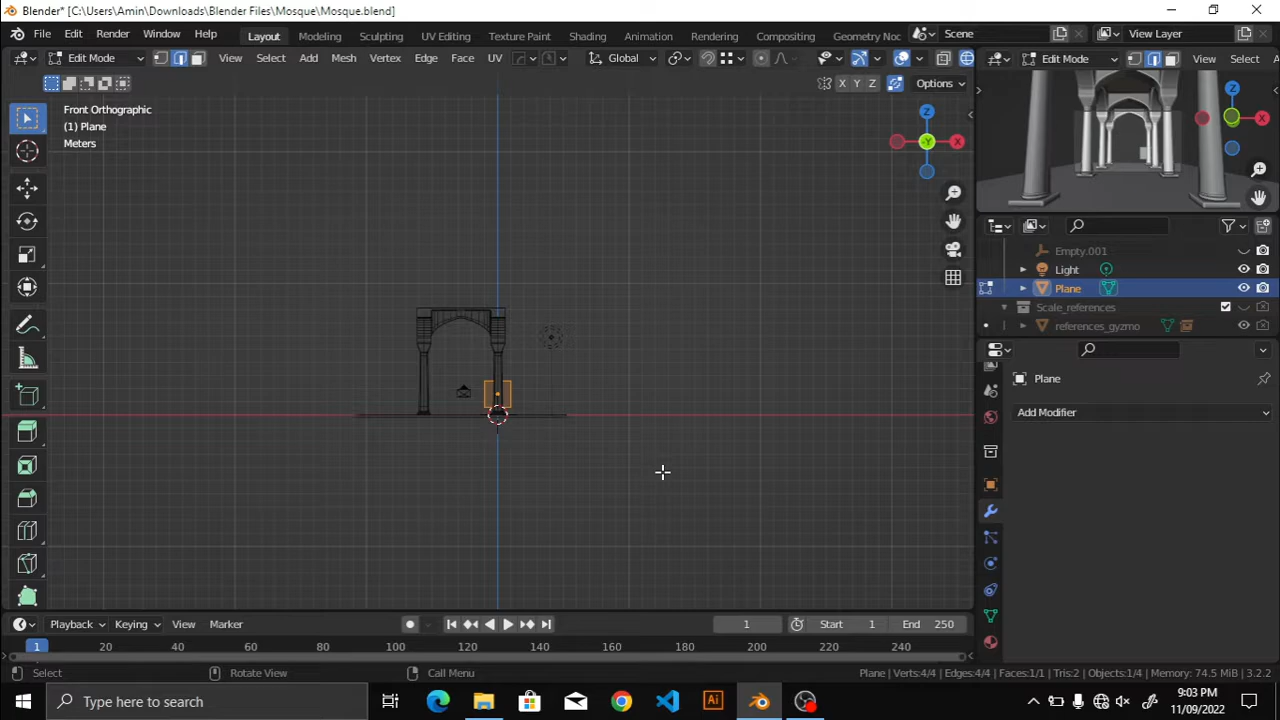 Blender* [C:\Users\Amin\Downloads\Blender Files\Mosque\Mosque.blend]
File Edit Render Window Help Layout Modeling Sculpting UV Editing Texture Paint Shading Animation Rendering Compositing Geometry Noc Scene View Layer
Edit Mode View Select Add Mesh Vertex Edge Face UV Global Edit Mode View Select
X Y Z Options
Front Orthographic
(1) Plane
Meters
Z
X
-Y
Z
X
Empty.001
Light
Plane
Scale_references
references_gyzmo
Plane
Add Modifier
Playback Keying View Marker 1 Start 1 End 250
1 20 40 60 80 100 120 140 160 180 200 220 240
Select Rotate View Call Menu Plane | Verts:4/4 | Edges:4/4 | Faces:1/1 | Tris:2 | Objects:1/4 | Memory: 74.5 MiB | 3.2.2
Type here to search
Ai
9:03 PM
11/09/2022